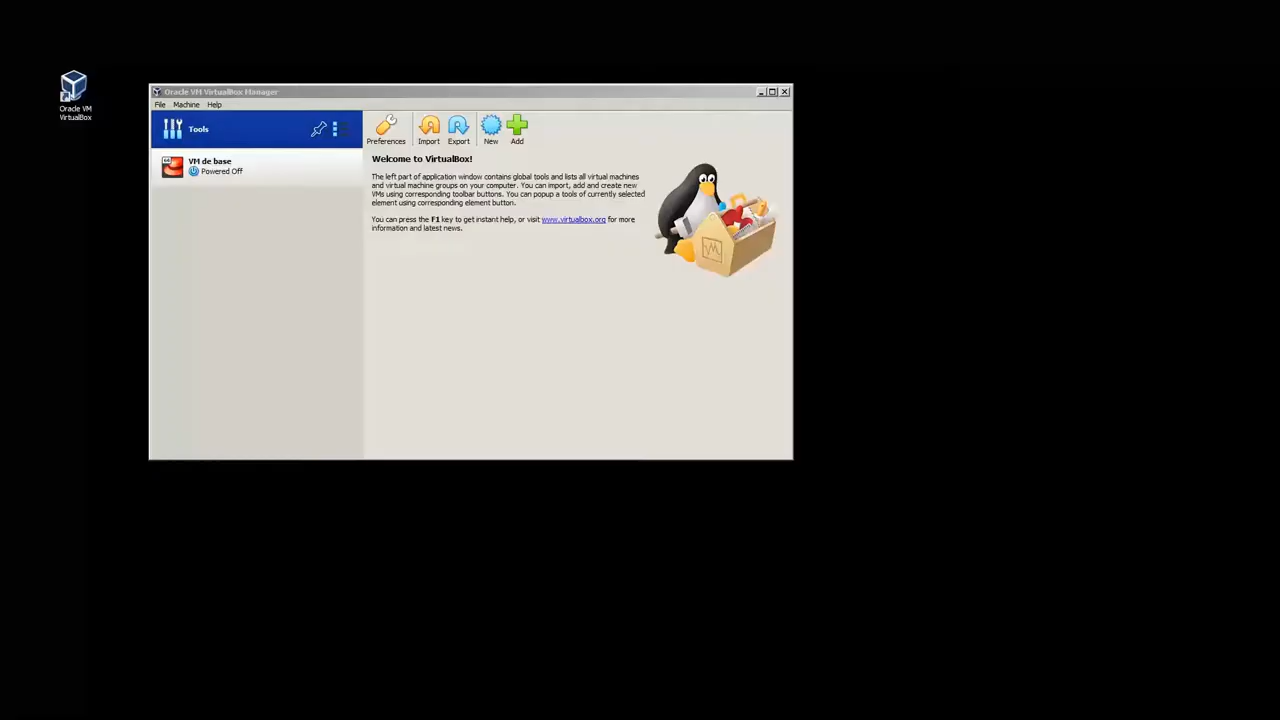 Oracle VM
VirtualBox
Oracle VM VirtualBox Manager
File Machine Help
Tools
VM de base
Powered Off
Preferences Import Export New Add
Welcome to VirtualBox!
The left part of application window contains global tools and lists all virtual machines
and virtual machine groups on your computer. You can import, add and create new
VMs using corresponding toolbar buttons. You can popup a tools of currently selected
element using corresponding element button.
You can press the F1 key to get instant help, or visit www.virtualbox.org for more
information and latest news.
64
VM